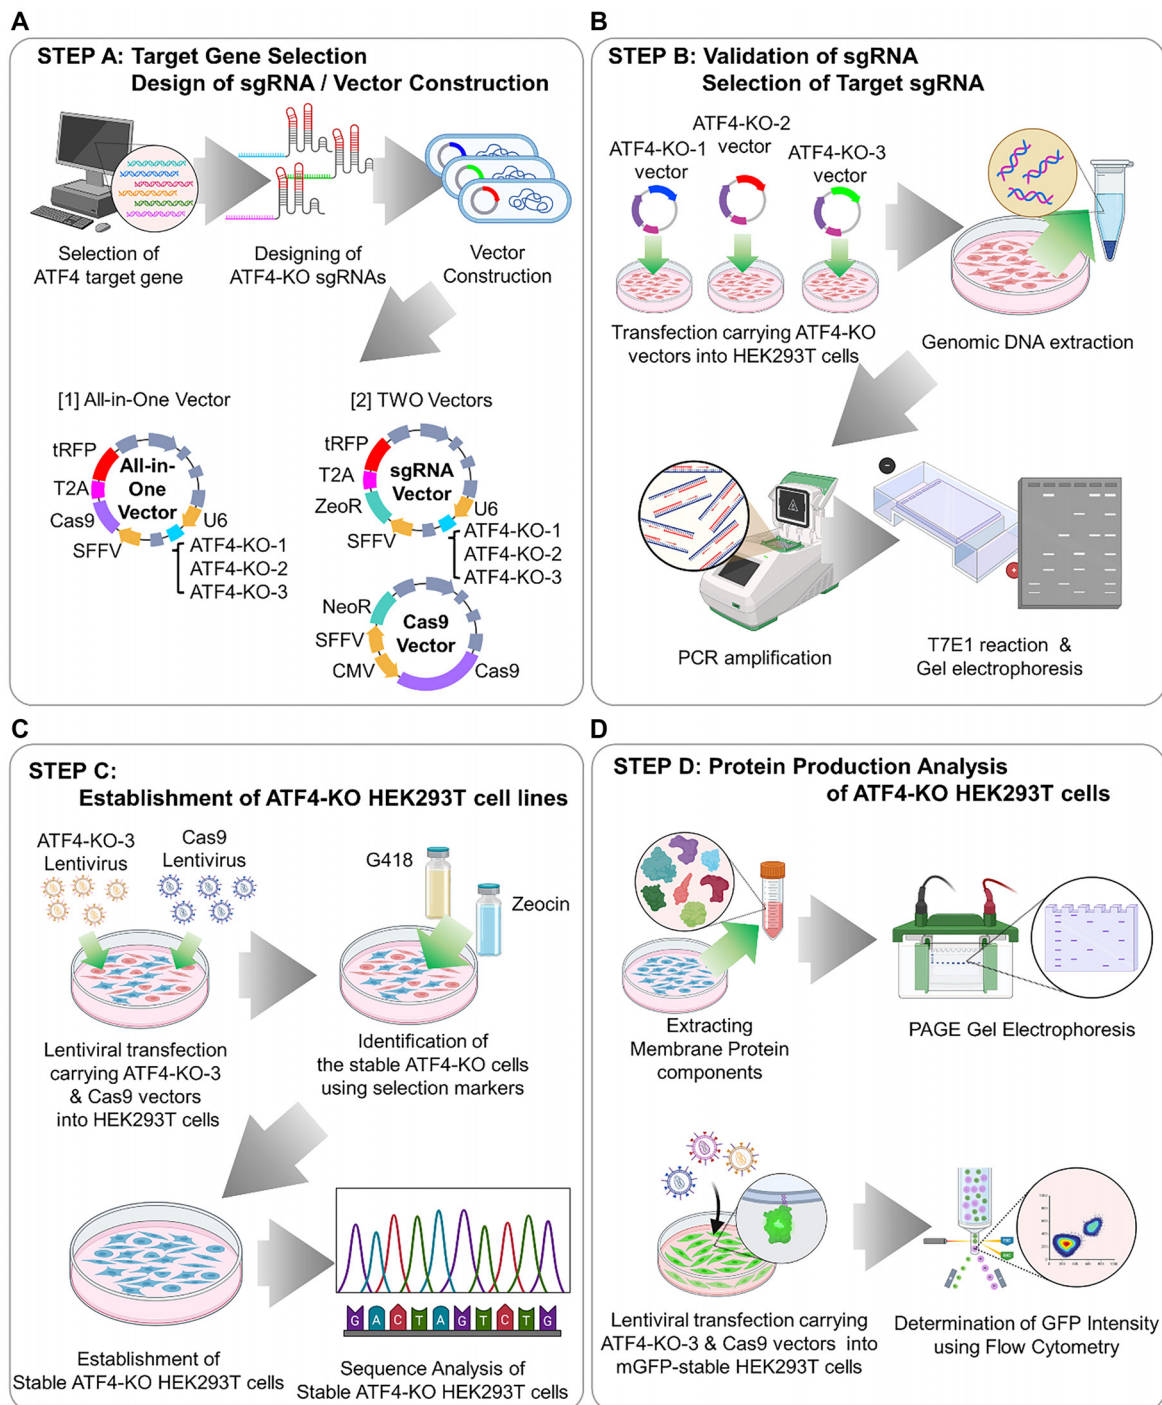 A
STEP A: Target Gene Selection
Design of sgRNA / Vector Construction
Selection of
ATF4 target gene
Designing of
ATF4-KO sgRNAs
Vector
Construction
[1] All-in-One Vector
tRFP
T2A
Cas9
SFFV
U6
All-in-
One
Vector
ATF4-KO-1
ATF4-KO-2
ATF4-KO-3
[2] TWO Vectors
tRFP
T2A
ZeoR
SFFV
U6
sgRNA
Vector
ATF4-KO-1
ATF4-KO-2
ATF4-KO-3
NeoR
SFFV
CMV
Cas9
Vector
Cas9
B
STEP B: Validation of sgRNA
Selection of Target sgRNA
ATF4-KO-1
vector
ATF4-KO-2
vector
ATF4-KO-3
vector
Transfection carrying ATF4-KO
vectors into HEK293T cells
Genomic DNA extraction
PCR amplification
T7E1 reaction &
Gel electrophoresis
C
STEP C:
Establishment of ATF4-KO HEK293T cell lines
ATF4-KO-3
Lentivirus
Cas9
Lentivirus
G418
Zeocin
Lentiviral transfection
carrying ATF4-KO-3
& Cas9 vectors
into HEK293T cells
Identification of
the stable ATF4-KO cells
using selection markers
Establishment of
Stable ATF4-KO HEK293T cells
G A C T A G T C T G
Sequence Analysis of
Stable ATF4-KO HEK293T cells
D
STEP D: Protein Production Analysis
of ATF4-KO HEK293T cells
Extracting
Membrane Protein
components
PAGE Gel Electrophoresis
Lentiviral transfection carrying
ATF4-KO-3 & Cas9 vectors into
mGFP-stable HEK293T cells
Determination of GFP Intensity
using Flow Cytometry